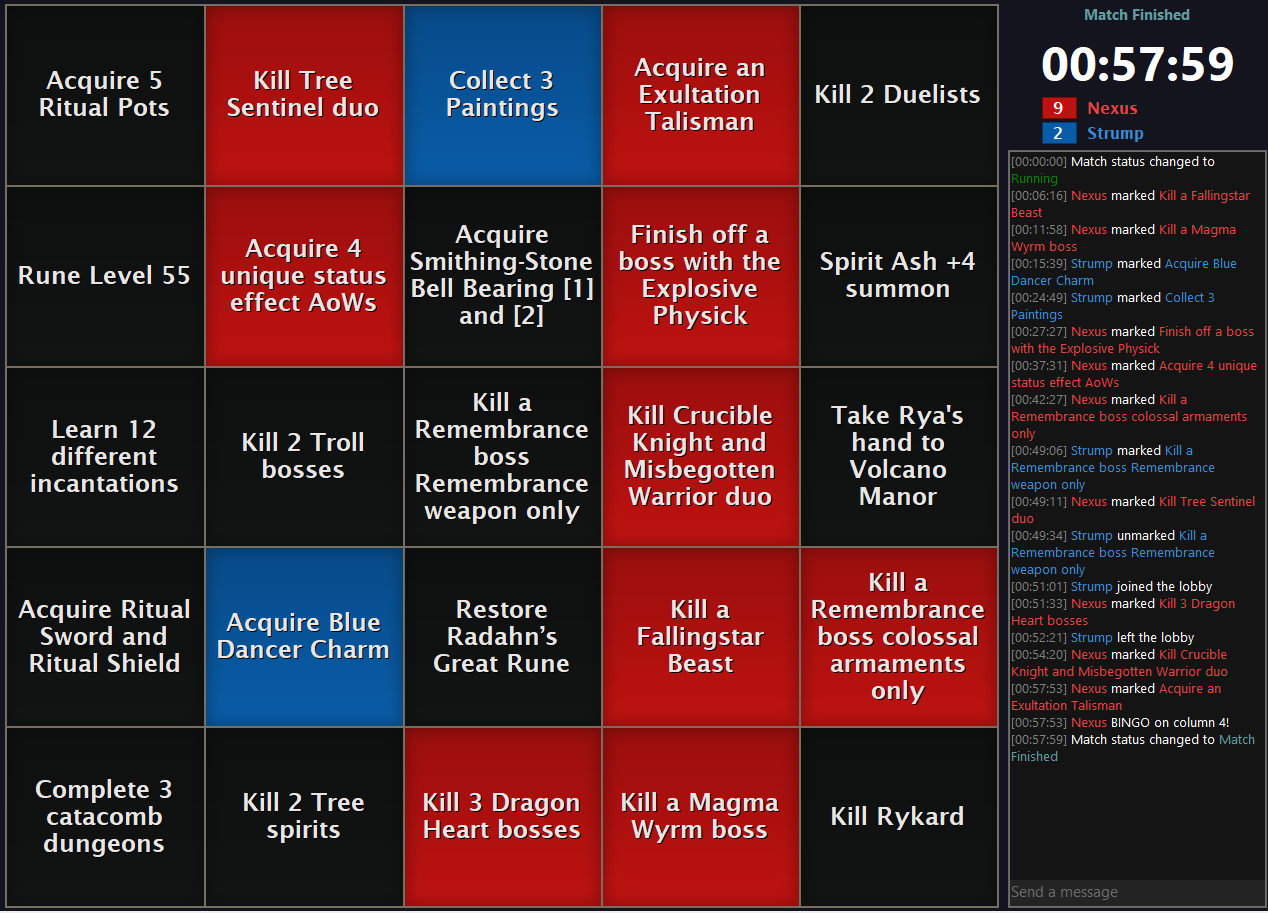 Acquire 5
Ritual Pots
Kill Tree
Sentinel duo
Collect 3
Paintings
Acquire an
Exultation
Talisman
Kill 2 Duelists
Rune Level 55
Acquire 4
unique status
effect AoWs
Acquire
Smithing-Stone
Bell Bearing [1]
and [2]
Finish off a
boss with the
Explosive
Physick
Spirit Ash +4
summon
Learn 12
different
incantations
Kill 2 Troll
bosses
Kill a
Remembrance
boss
Remembrance
weapon only
Kill Crucible
Knight and
Misbegotten
Warrior duo
Take Rya's
hand to
Volcano
Manor
Acquire Ritual
Sword and
Ritual Shield
Acquire Blue
Dancer Charm
Restore
Radahn’s
Great Rune
Kill a
Fallingstar
Beast
Kill a
Remembrance
boss colossal
armaments
only
Complete 3
catacomb
dungeons
Kill 2 Tree
spirits
Kill 3 Dragon
Heart bosses
Kill a Magma
Wyrm boss
Kill Rykard
Match Finished
00:57:59
9 Nexus
2 Strump
[00:00:00] Match status changed to
Running
[00:06:16] Nexus marked Kill a Fallingstar
Beast
[00:11:58] Nexus marked Kill a Magma
Wyrm boss
[00:15:39] Strump marked Acquire Blue
Dancer Charm
[00:24:49] Strump marked Collect 3
Paintings
[00:27:27] Nexus marked Finish off a boss
with the Explosive Physick
[00:37:31] Nexus marked Acquire 4 unique
status effect AoWs
[00:42:27] Nexus marked Kill a
Remembrance boss colossal armaments
only
[00:49:06] Strump marked Kill a
Remembrance boss Remembrance
weapon only
[00:49:11] Nexus marked Kill Tree Sentinel
duo
[00:49:34] Strump unmarked Kill a
Remembrance boss Remembrance
weapon only
[00:51:01] Strump joined the lobby
[00:51:33] Nexus marked Kill 3 Dragon
Heart bosses
[00:52:21] Strump left the lobby
[00:54:20] Nexus marked Kill Crucible
Knight and Misbegotten Warrior duo
[00:57:53] Nexus marked Acquire an
Exultation Talisman
[00:57:53] Nexus BINGO on column 4!
[00:57:59] Match status changed to Match
Finished
Send a message